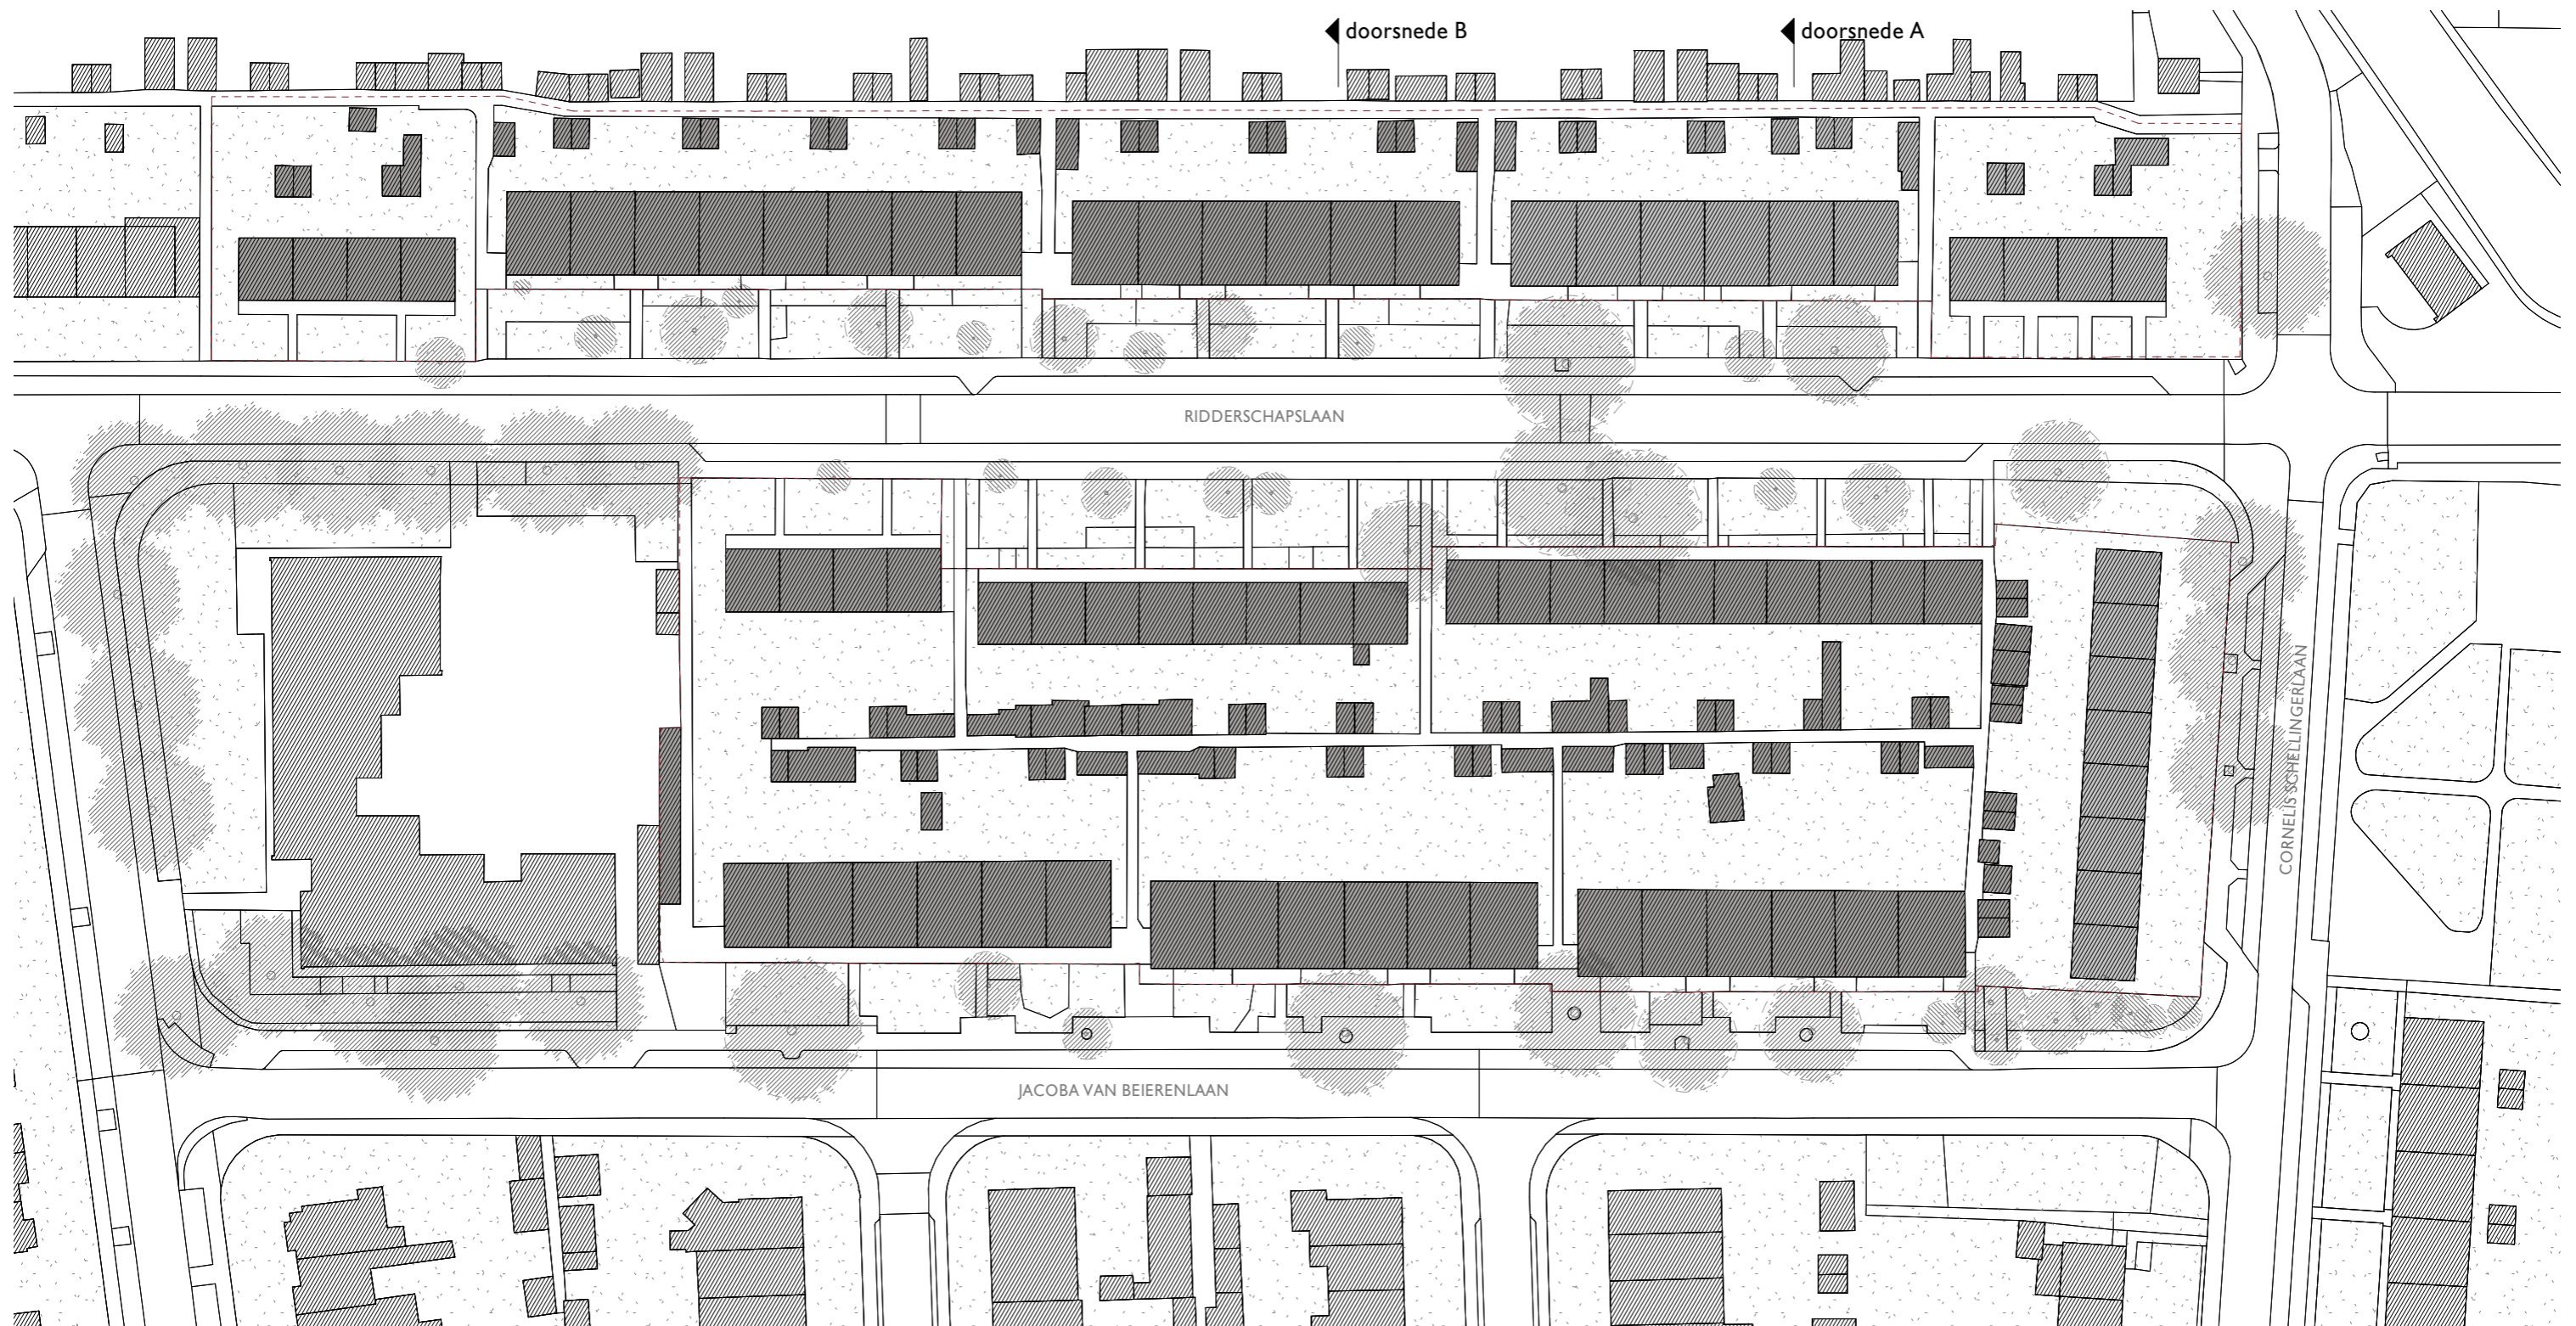 doorsnede B
doorsnede A
RIDDERSCHAPSLAAN
CORNELIS SCHELLINGERLAAN
JACOBA VAN BEIERENLAAN